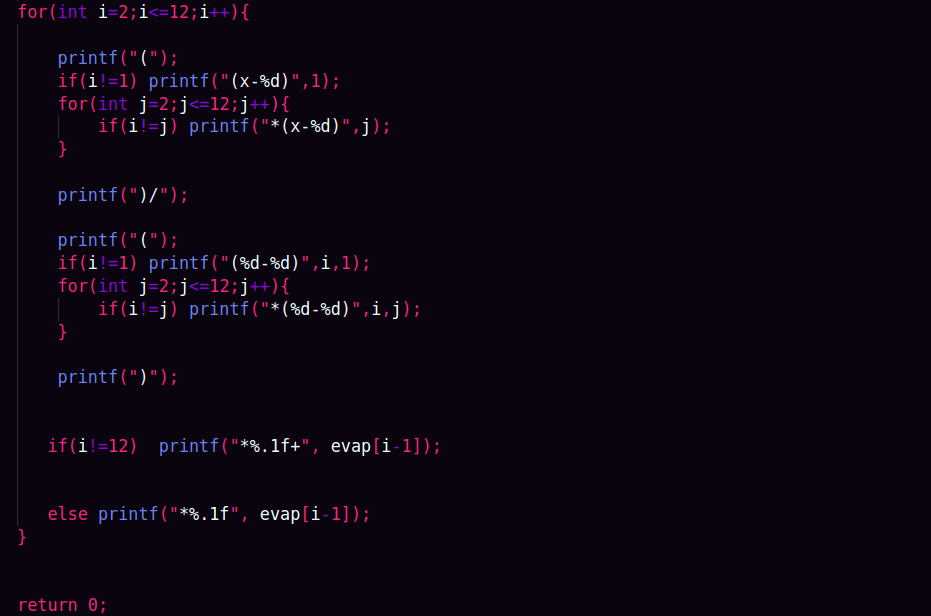 for(int i=2;i<=12;i++){
printf("(");
if(i!=1) printf("(x-%d)",1);
for(int j=2;j<=12;j++){
if(i!=j) printf("*(x-%d)",j);
}
printf(")/");
printf("(");
if(i!=1) printf("(%d-%d)",i,1);
for(int j=2;j<=12;j++){
if(i!=j) printf("*(%d-%d)",i,j);
}
printf(")");
if(i!=12)  printf("*%.1f+", evap[i-1]);
else printf("*%.1f", evap[i-1]);
}
return 0;